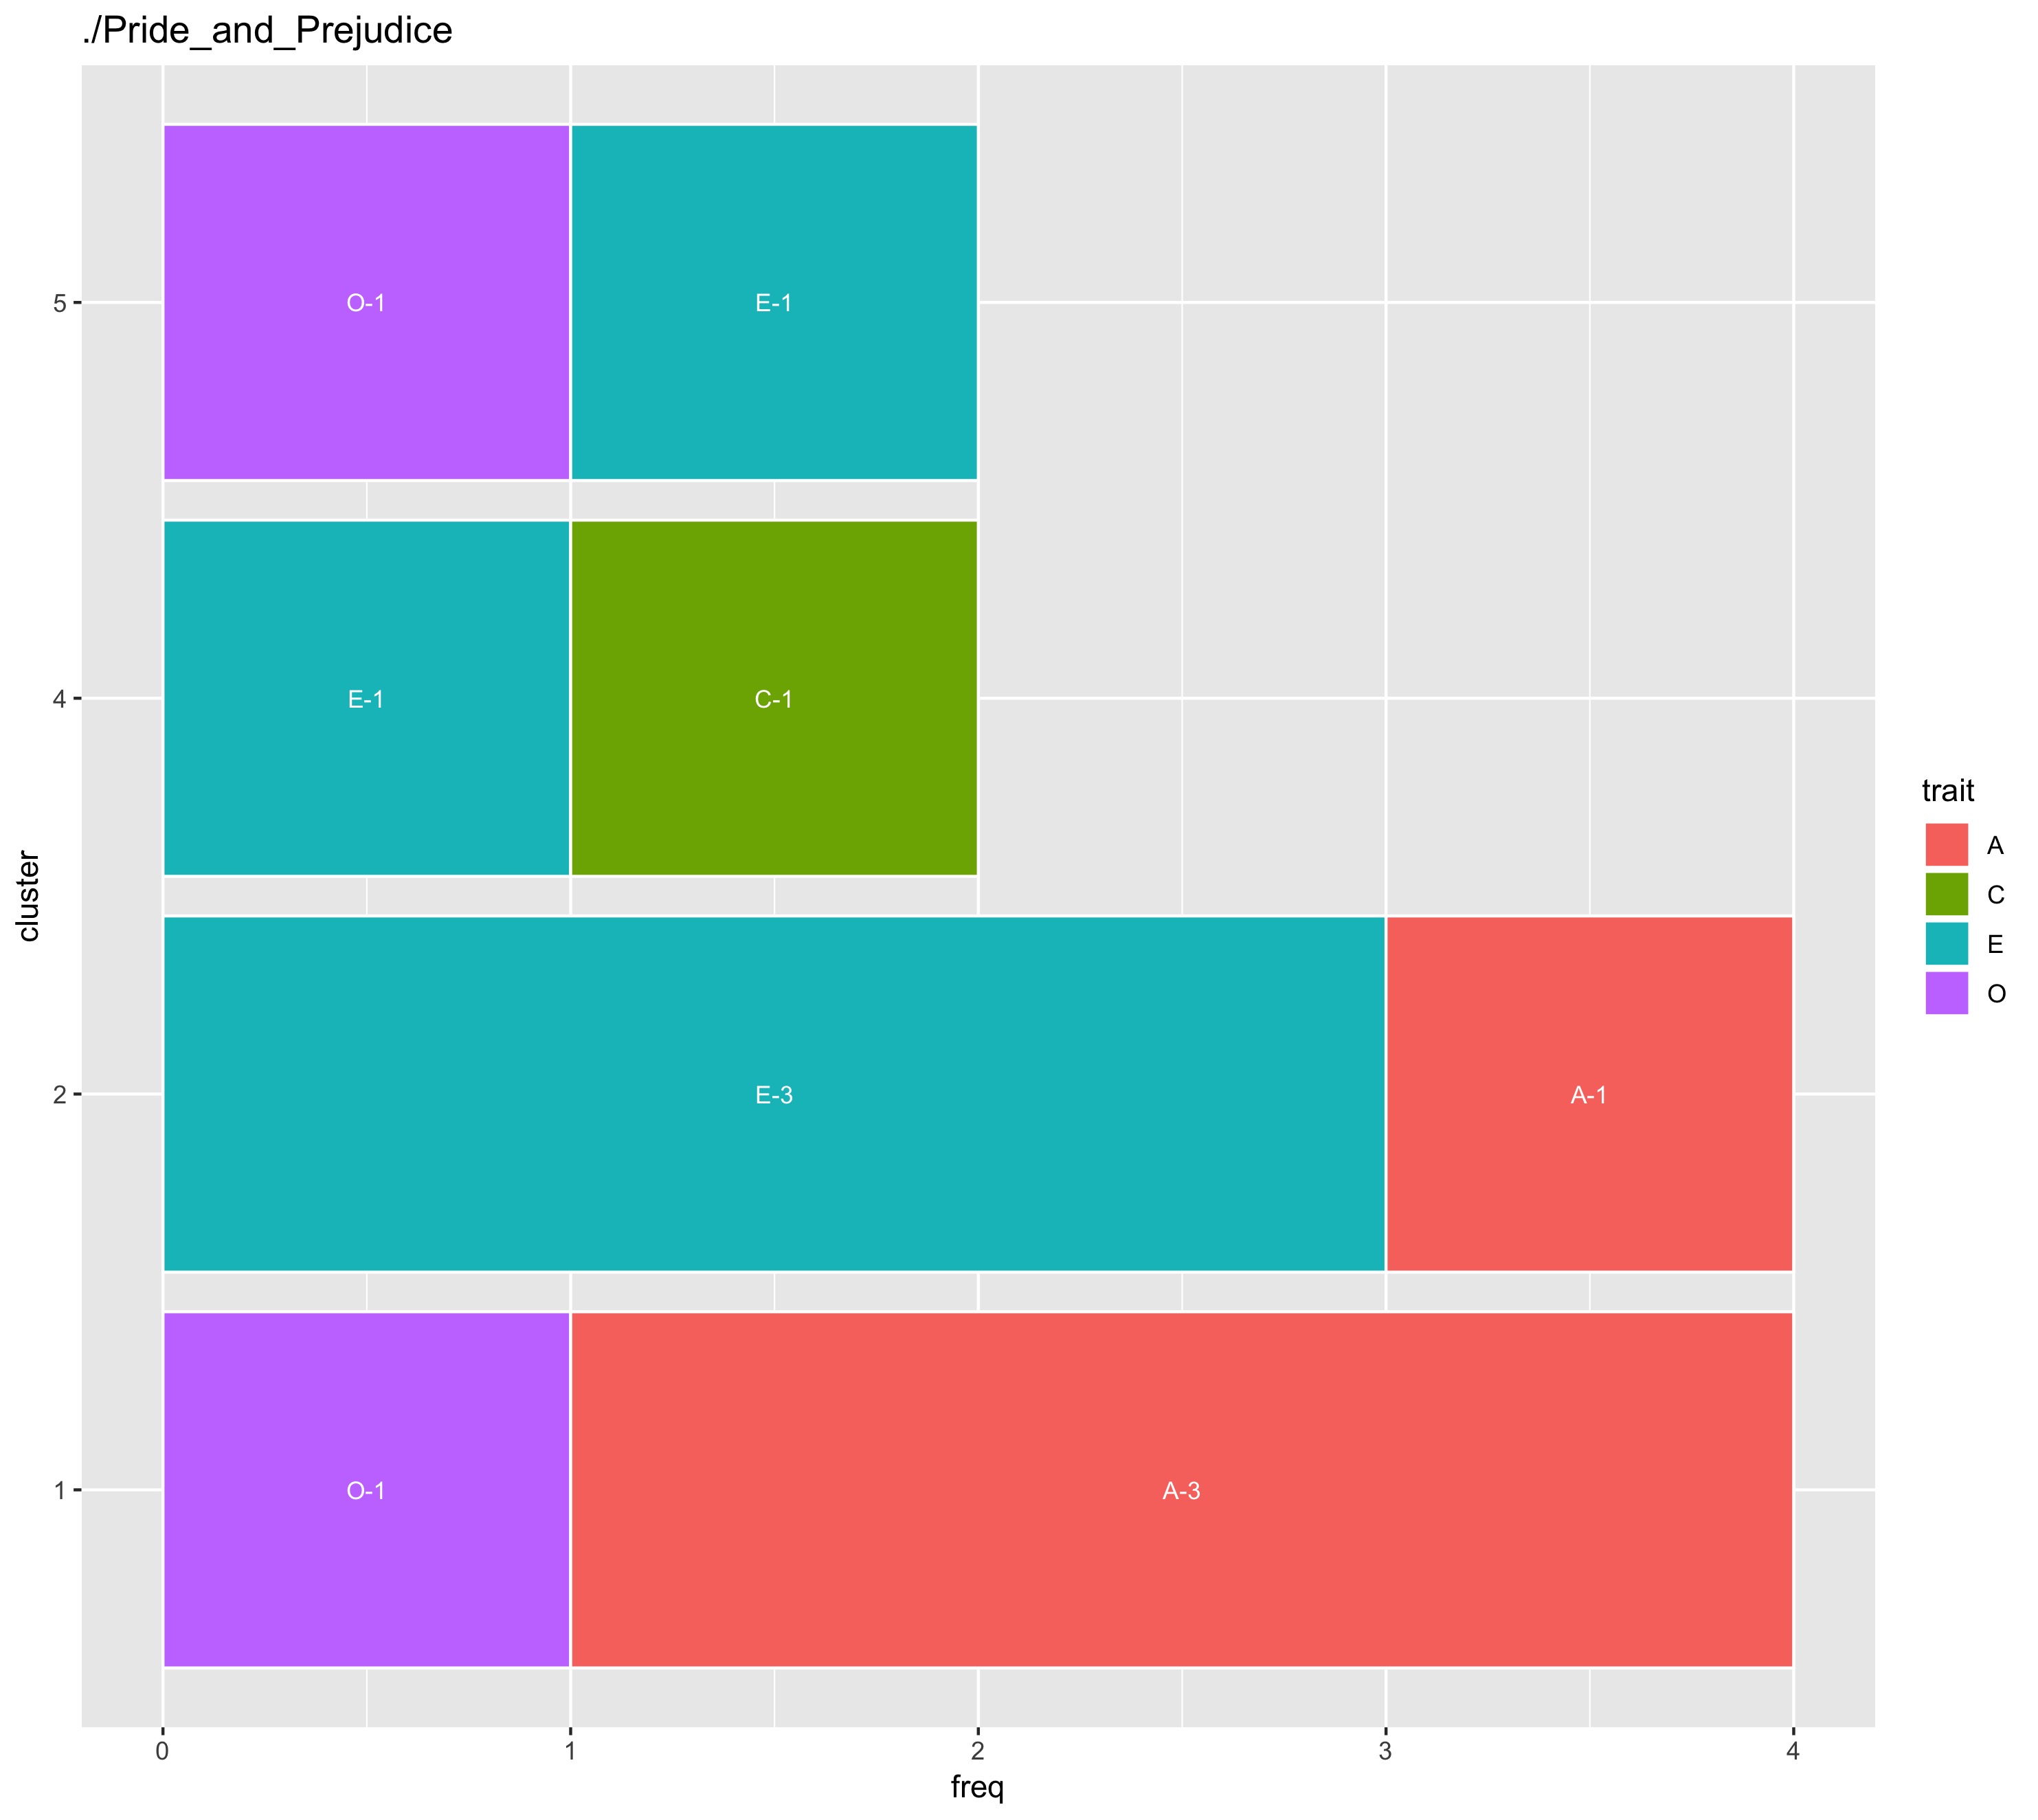 ./Pride_and_Prejudice
5
O-1
E-1
4
E-1
C-1
cluster
2
E-3
A-1
1
O-1
A-3
0
1
2
3
4
freq
trait
A
C
E
O